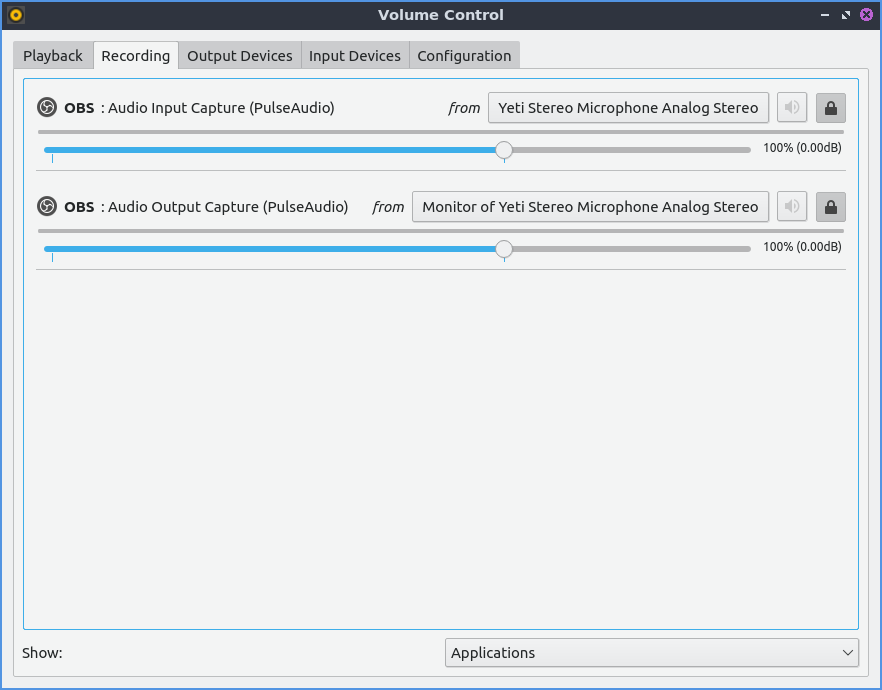 Volume Control
Playback Recording Output Devices Input Devices Configuration
OBS : Audio Input Capture (PulseAudio) from Yeti Stereo Microphone Analog Stereo
100% (0.00dB)
OBS : Audio Output Capture (PulseAudio) from Monitor of Yeti Stereo Microphone Analog Stereo
100% (0.00dB)
Show: Applications